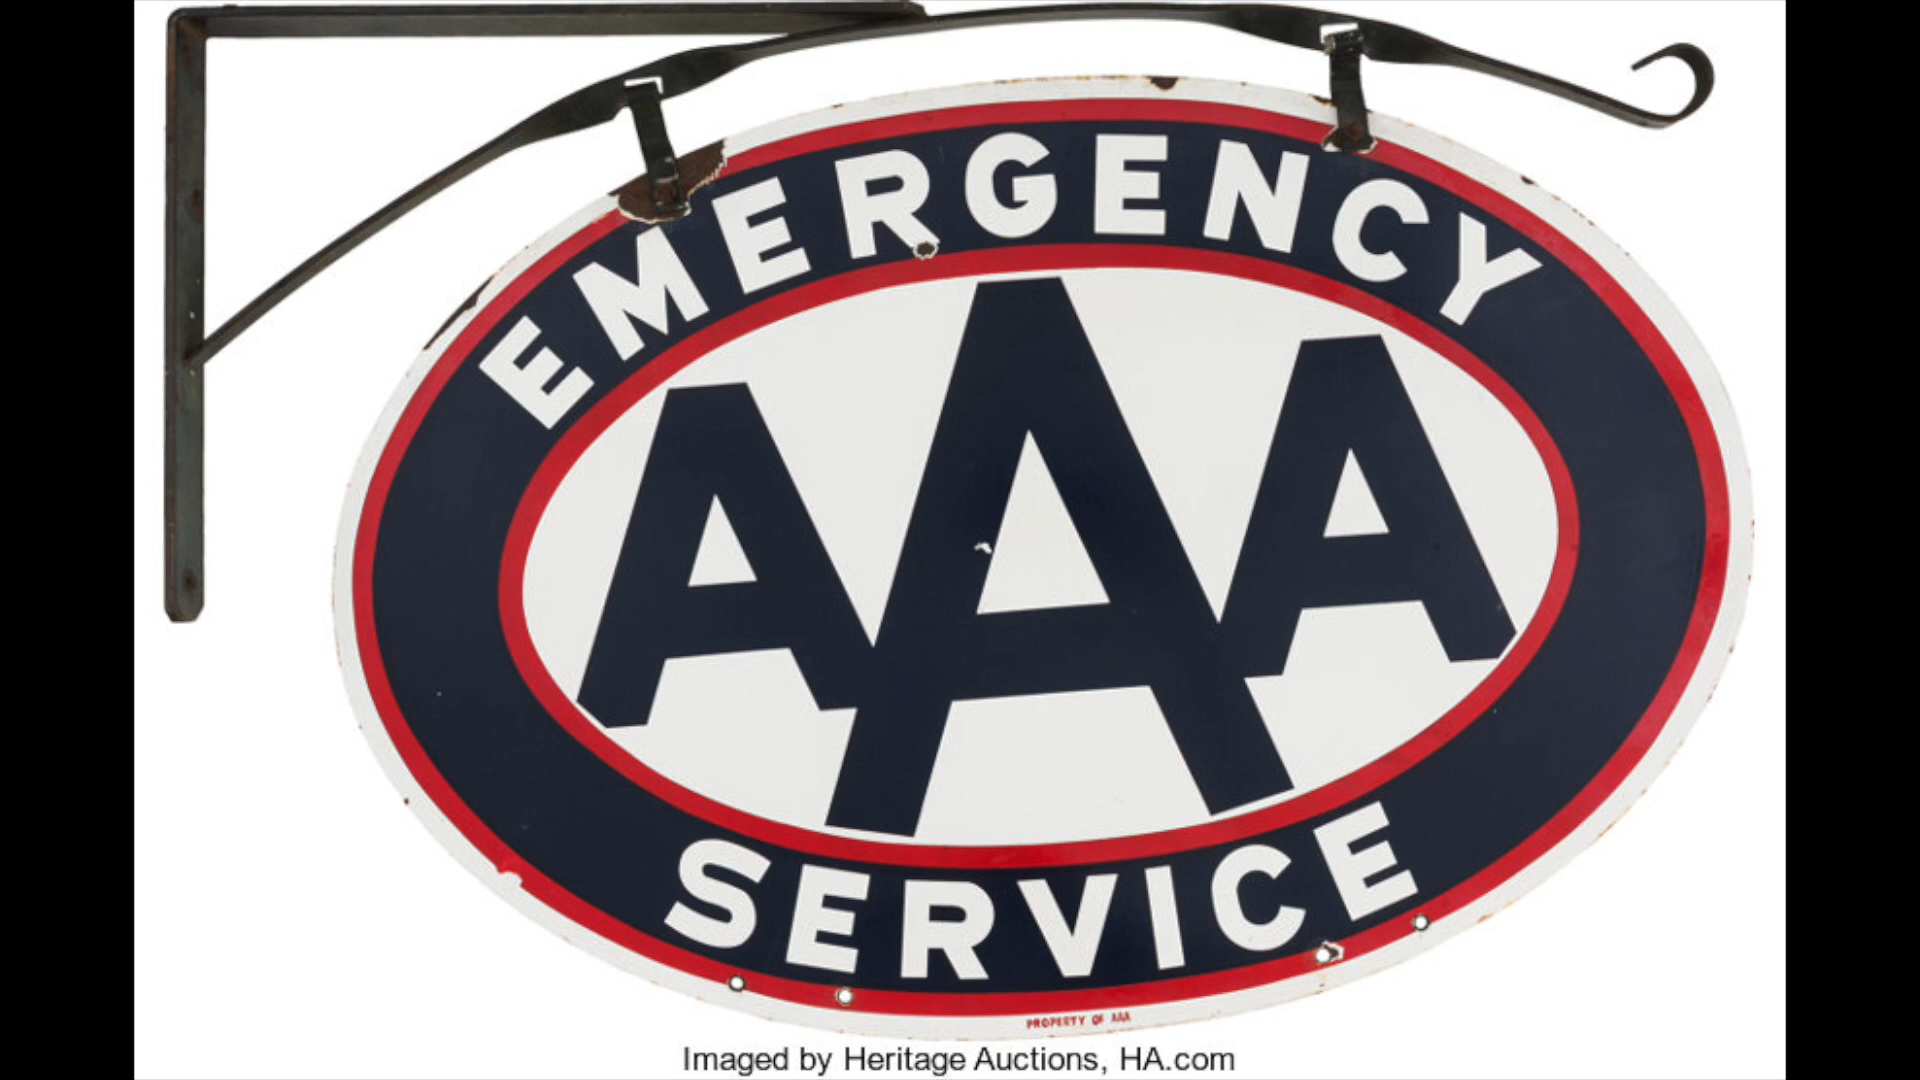 EMERGENCY
AAA
SERVICE
PROPERTY OF AAA
Imaged by Heritage Auctions, HA.com